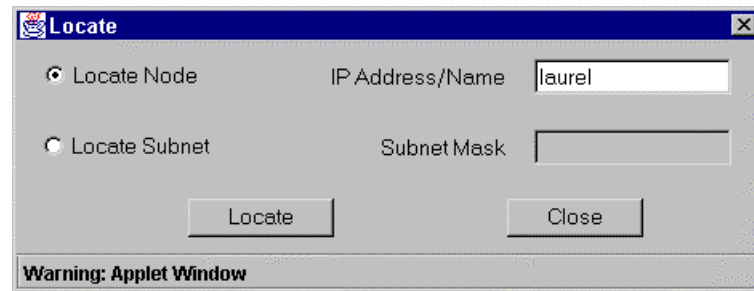 Locate
Locate Node IP Address/Name laurel
Locate Subnet Subnet Mask
Locate Close
Warning: Applet Window